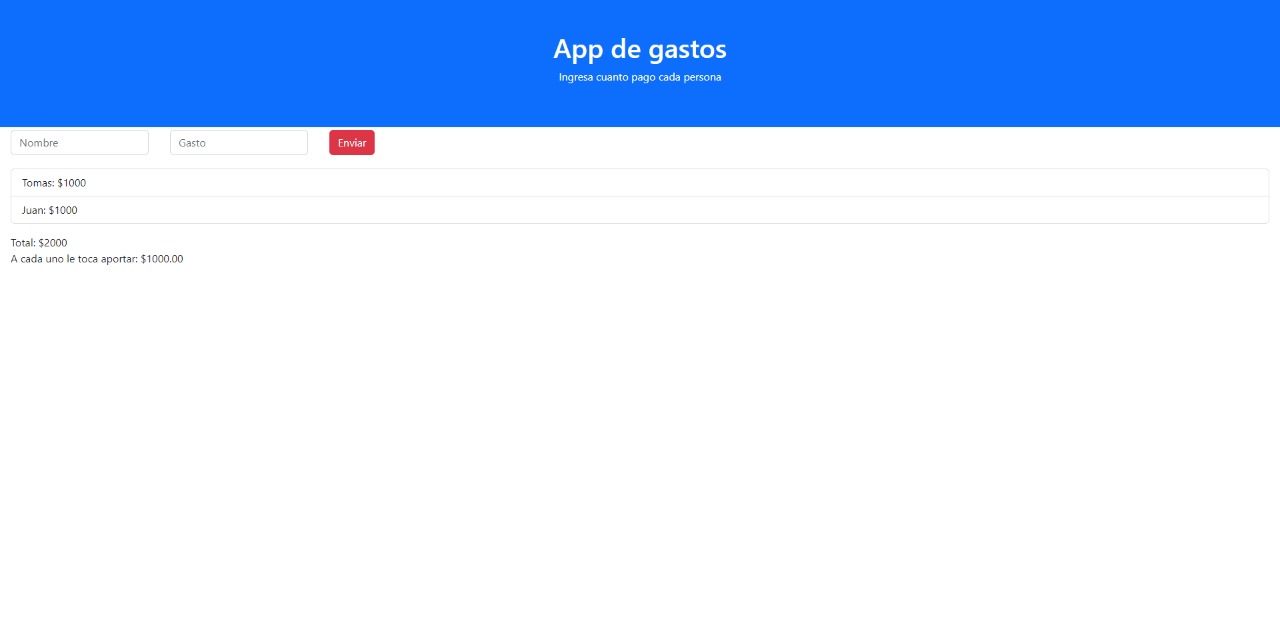 App de gastos
Ingresa cuanto pago cada persona
Nombre
Gasto
Enviar
Tomas: $1000
Juan: $1000
Total: $2000
A cada uno le toca aportar: $1000.00